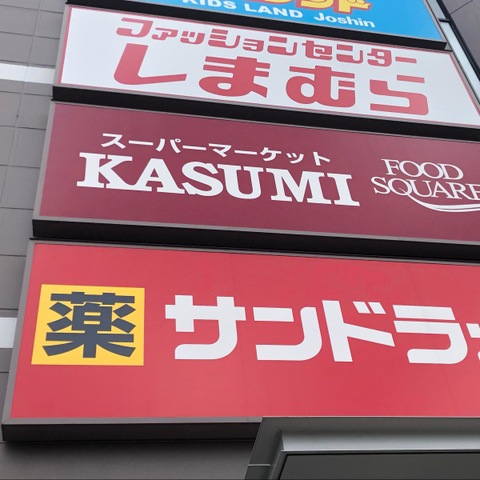 KIDS LAND Joshin
ファッションセンター
しまむら
スーパーマーケット
KASUMI
FOOD
SQUARE
薬 サンドラ